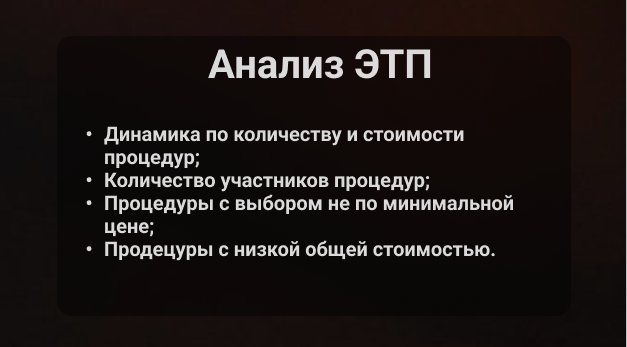 Анализ ЭТП
• Динамика по количеству и стоимости
процедур;
• Количество участников процедур;
• Процедуры с выбором не по минимальной
цене;
• Продецуры с низкой общей стоимостью.